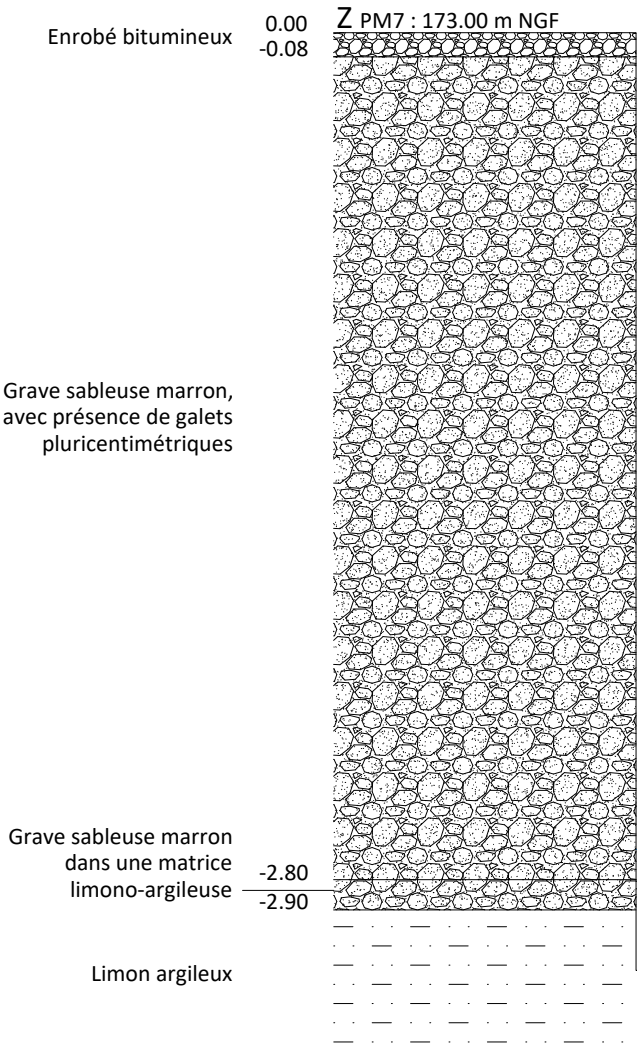 Z PM7 : 173.00 m NGF
0.00
Enrobé bitumineux
-0.08
Grave sableuse marron,
avec présence de galets
pluricentimétriques
Grave sableuse marron
dans une matrice
limono-argileuse
-2.80
-2.90
Limon argileux